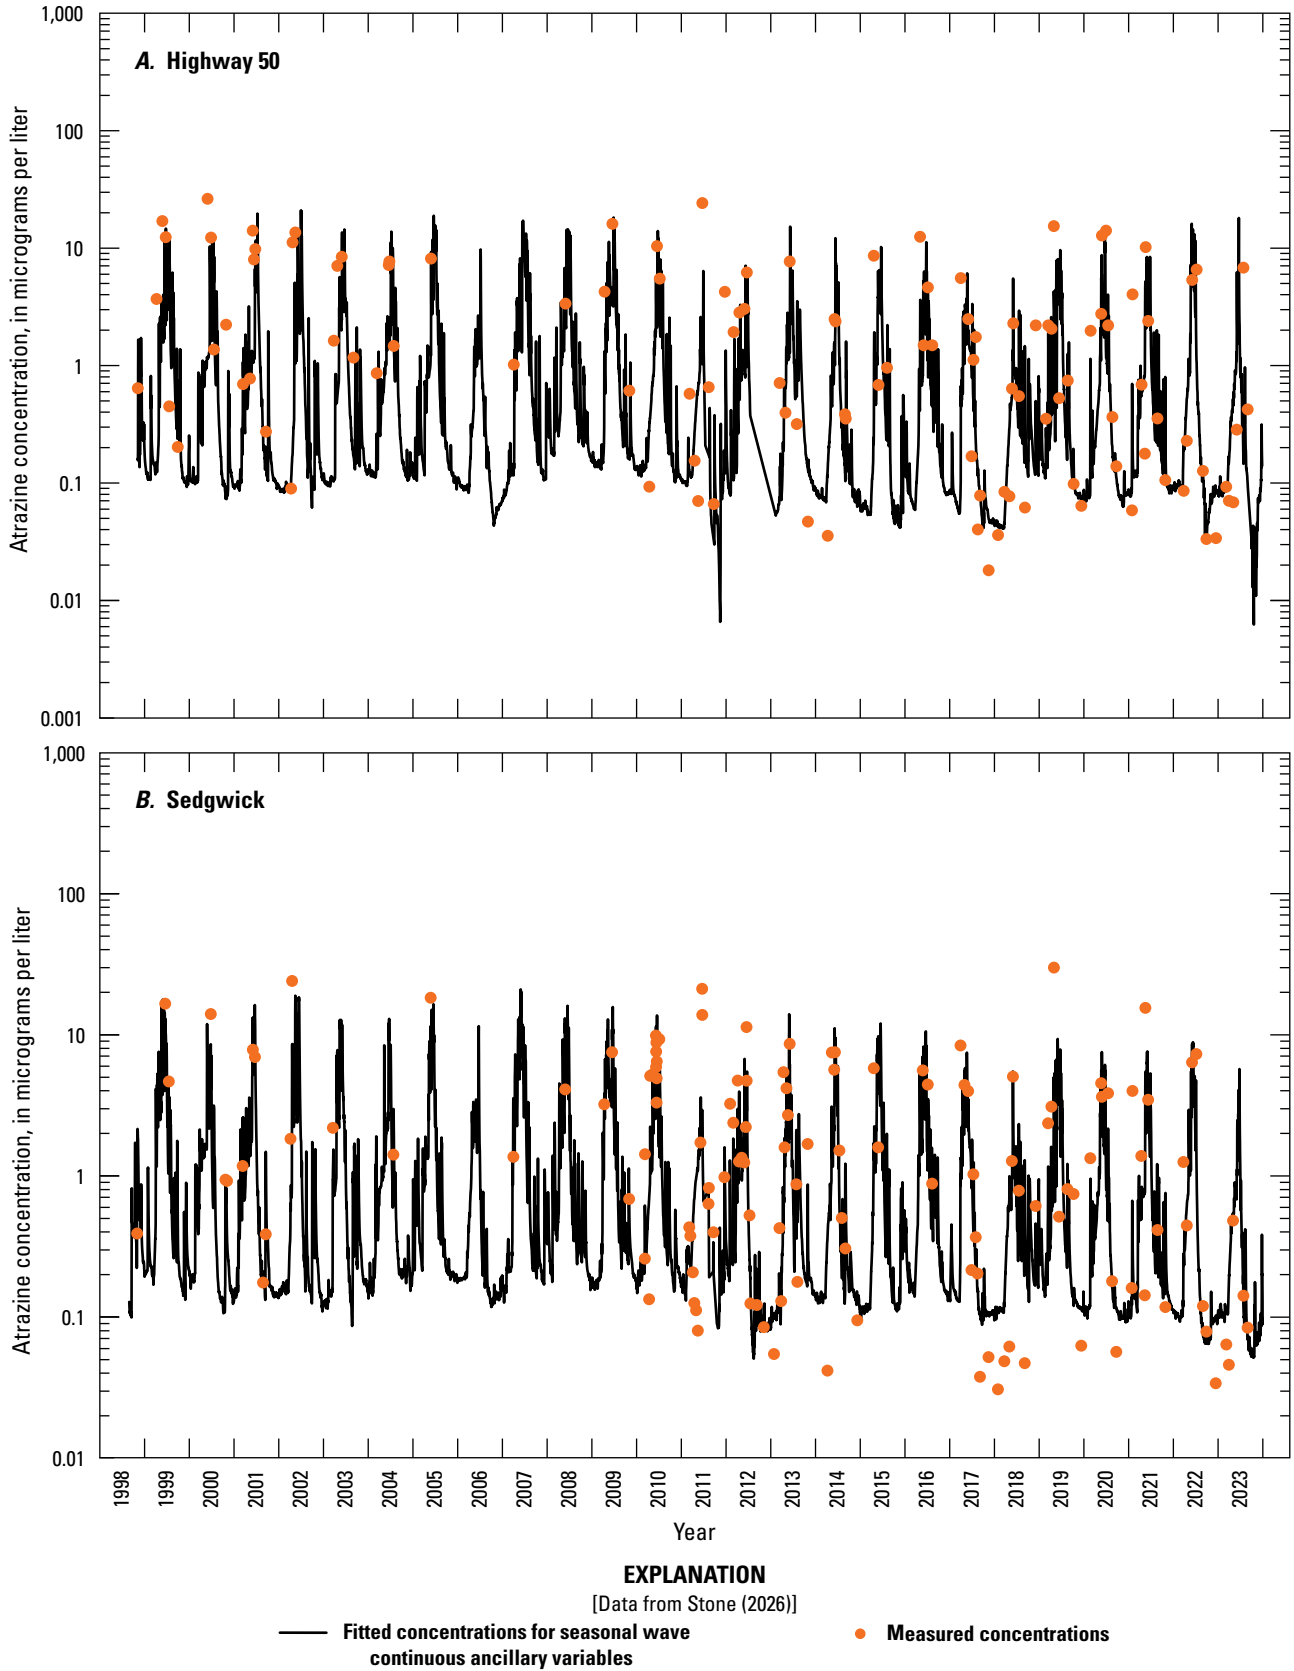 1,000
A. Highway 50
100
10
1
0.1
0.01
0.001
Atrazine concentration, in micrograms per liter
1,000
B. Sedgwick
100
10
1
0.1
0.01
Atrazine concentration, in micrograms per liter
1998 1999 2000 2001 2002 2003 2004 2005 2006 2007 2008 2009 2010 2011 2012 2013 2014 2015 2016 2017 2018 2019 2020 2021 2022 2023
Year
EXPLANATION
[Data from Stone (2026)]
Fitted concentrations for seasonal wave
continuous ancillary variables
Measured concentrations